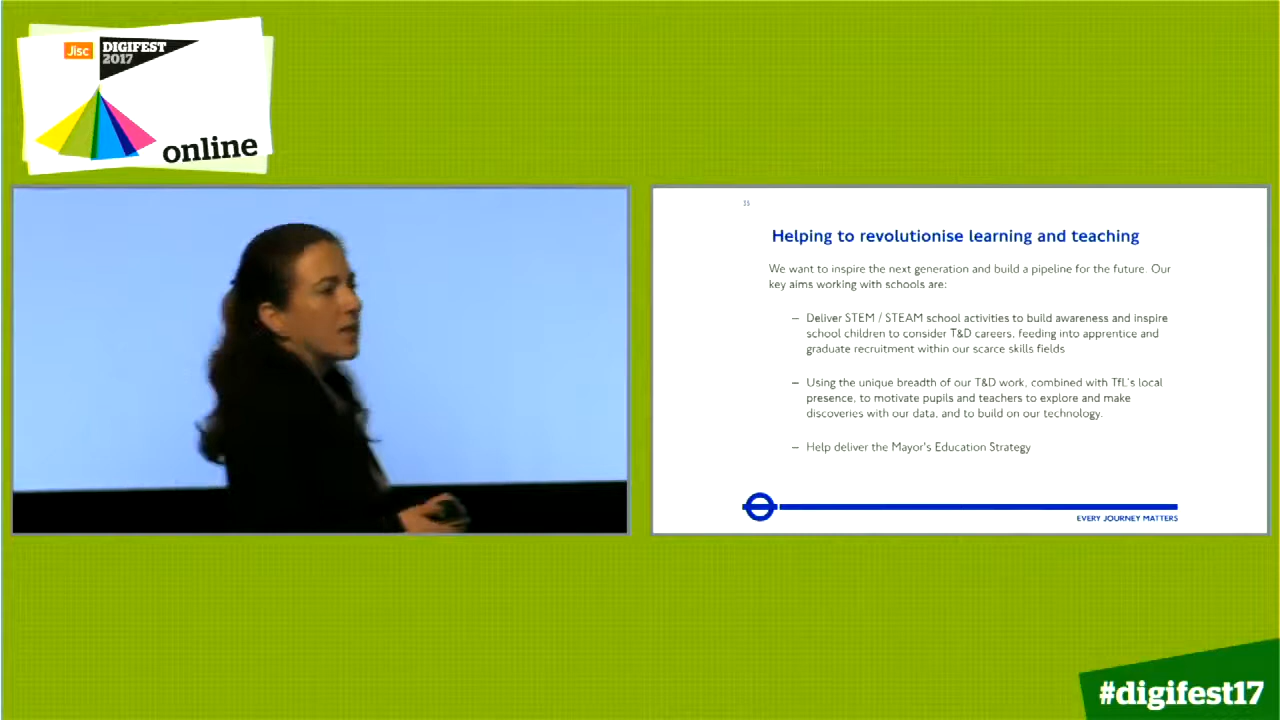 Jisc DIGIFEST
2017
online
35
Helping to revolutionise learning and teaching
We want to inspire the next generation and build a pipeline for the future. Our
key aims working with schools are:
– Deliver STEM / STEAM school activities to build awareness and inspire
school children to consider T&D careers, feeding into apprentice and
graduate recruitment within our scarce skills fields
– Using the unique breadth of our T&D work, combined with TfL's local
presence, to motivate pupils and teachers to explore and make
discoveries with our data, and to build on our technology.
– Help deliver the Mayor's Education Strategy
EVERY JOURNEY MATTERS
#digifest17